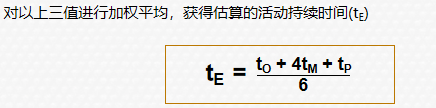 对以上三值进行加权平均，获得估算的活动持续时间(tE)
tE = (tO + 4tM + tP) / 6